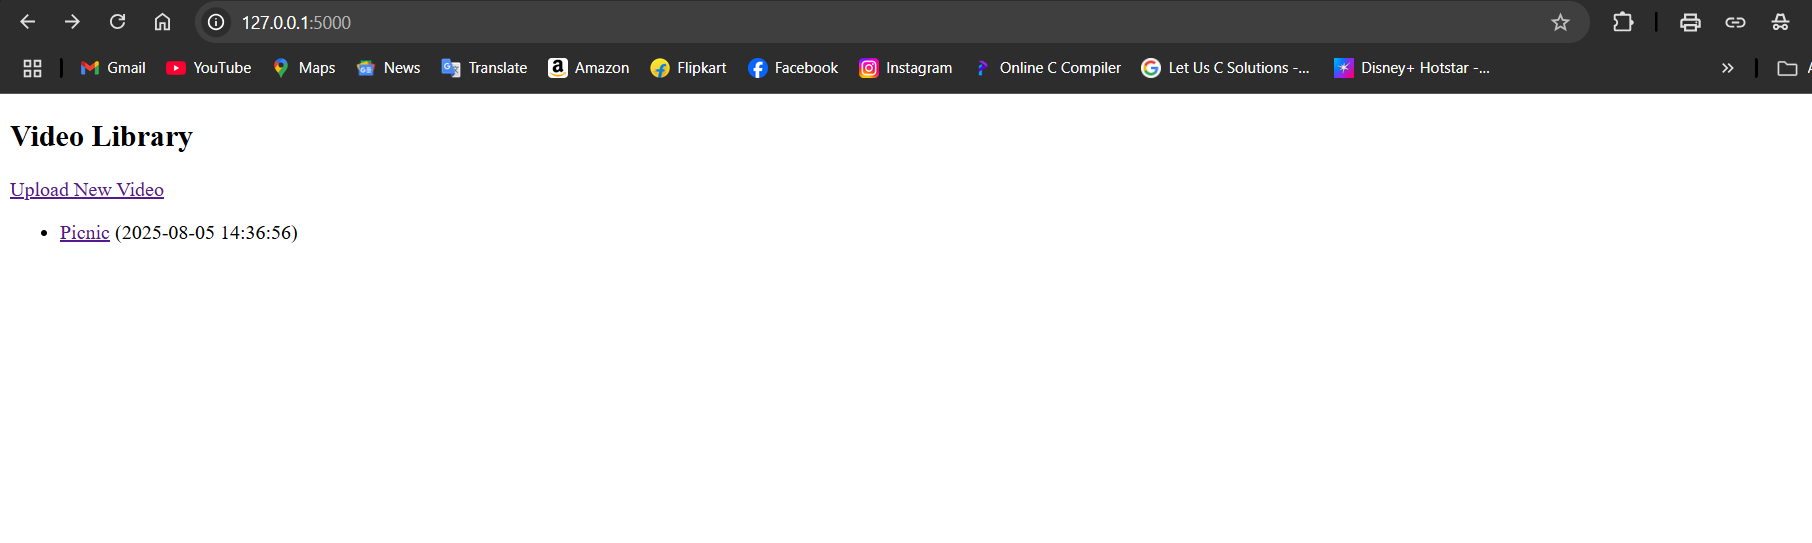 127.0.0.1:5000
Gmail YouTube Maps News Translate Amazon Flipkart Facebook Instagram Online C Compiler Let Us C Solutions -... Disney+ Hotstar -...
Video Library
Upload New Video
• Picnic (2025-08-05 14:36:56)